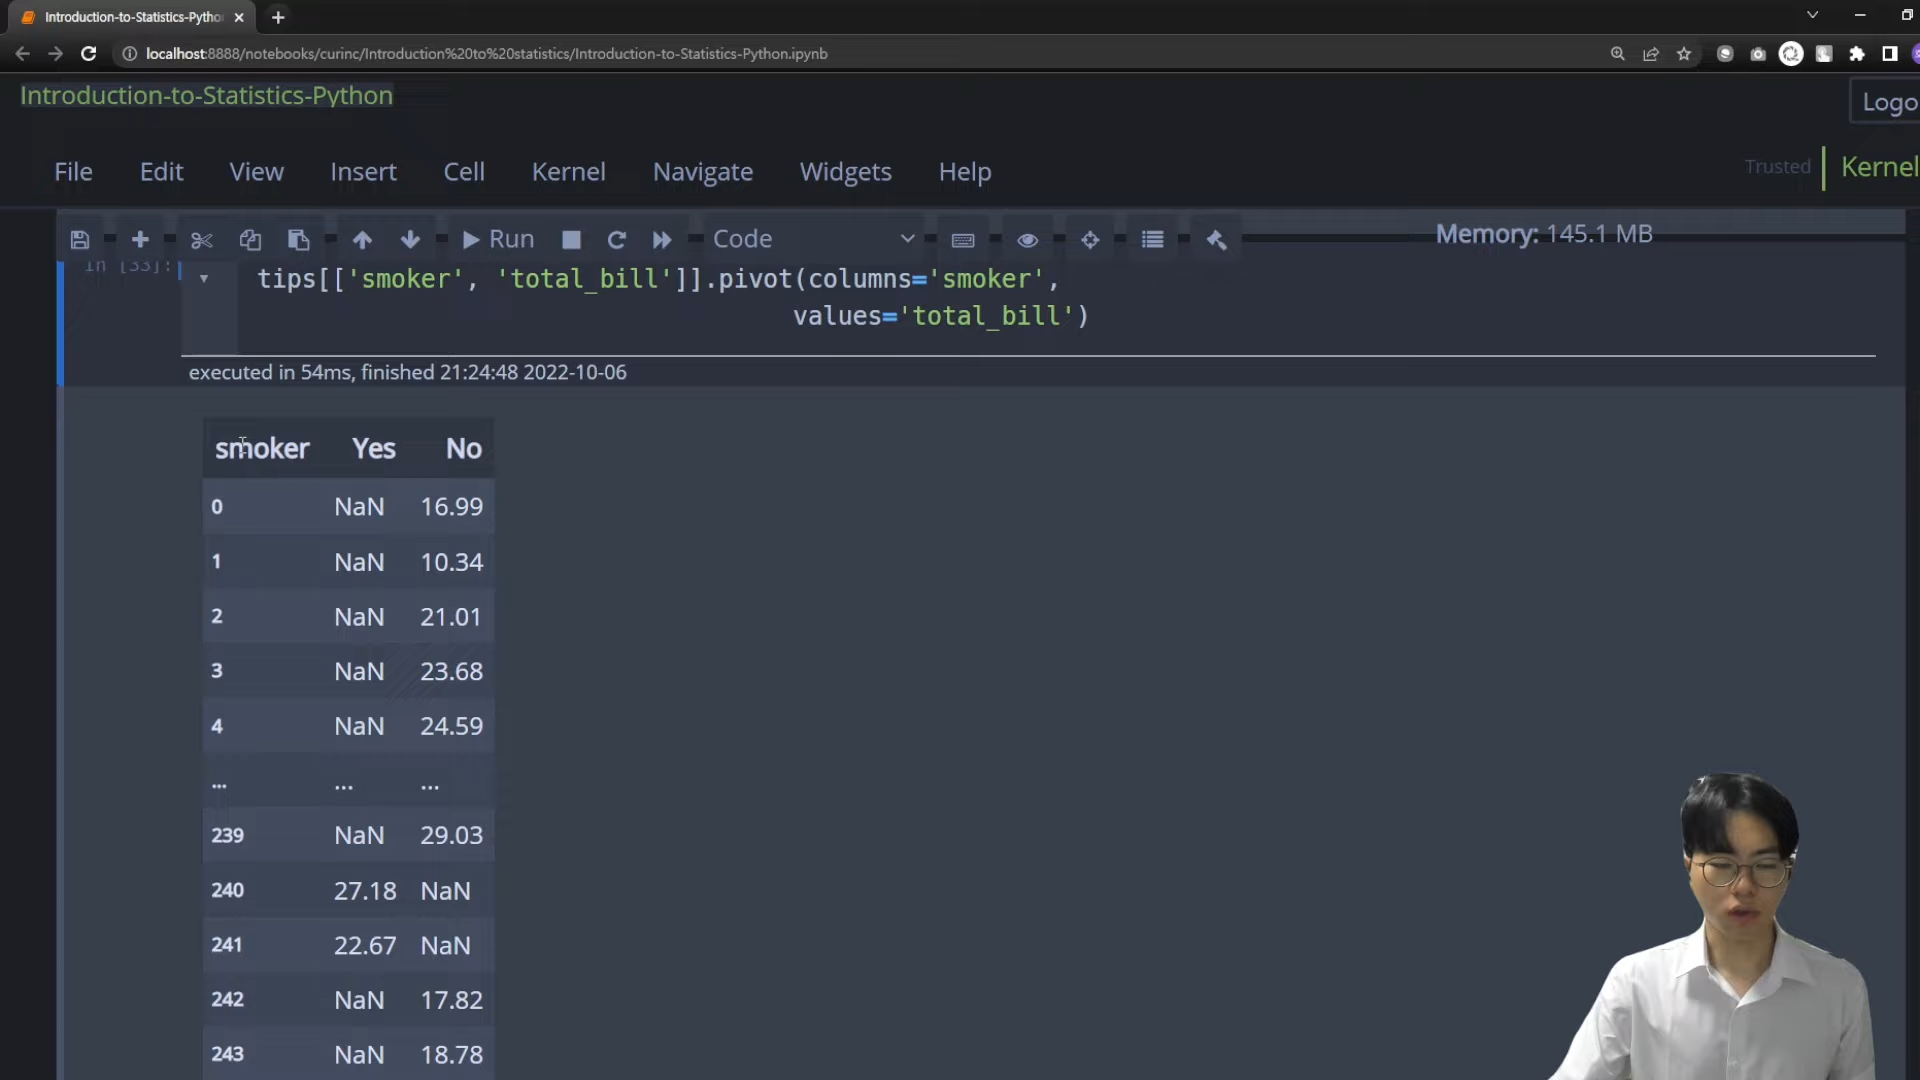 Introduction-to-Statistics-Pytho
localhost:8888/notebooks/curinc/Introduction%20to%20statistics/Introduction-to-Statistics-Python.ipynb
Introduction-to-Statistics-Python
Logo
File Edit View Insert Cell Kernel Navigate Widgets Help
Trusted
Kernel
Run
Code
Memory: 145.1 MB
In [33]:
tips[['smoker', 'total_bill']].pivot(columns='smoker',
values='total_bill')
executed in 54ms, finished 21:24:48 2022-10-06
smoker Yes No
0 NaN 16.99
1 NaN 10.34
2 NaN 21.01
3 NaN 23.68
4 NaN 24.59
... ... ...
239 NaN 29.03
240 27.18 NaN
241 22.67 NaN
242 NaN 17.82
243 NaN 18.78